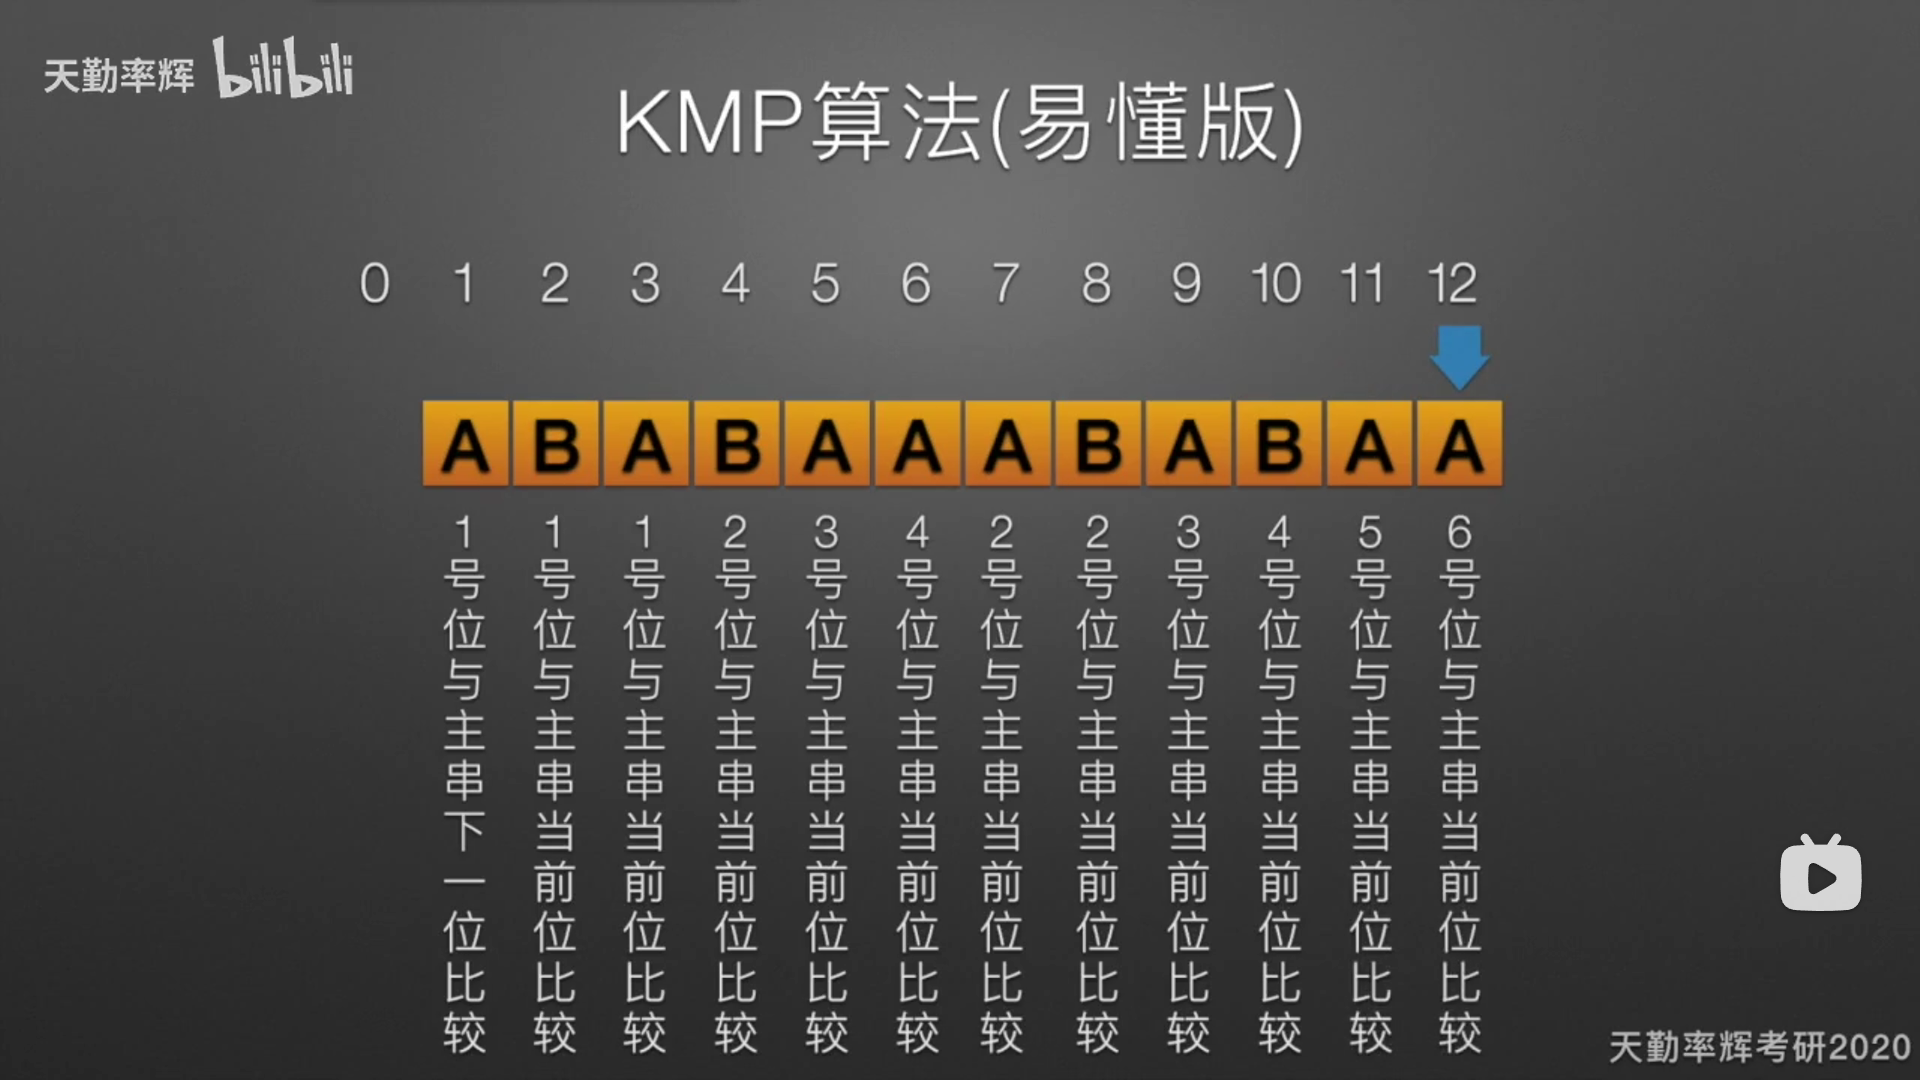 天勤率辉 bilibili
KMP算法(易懂版)
0 1 2 3 4 5 6 7 8 9 10 11 12
A B A B A A A B A B A A
1号位与主串下一位比较
1号位与主串当前位比较
1号位与主串当前位比较
2号位与主串当前位比较
3号位与主串当前位比较
4号位与主串当前位比较
2号位与主串当前位比较
2号位与主串当前位比较
3号位与主串当前位比较
4号位与主串当前位比较
5号位与主串当前位比较
6号位与主串当前位比较
天勤率辉考研2020